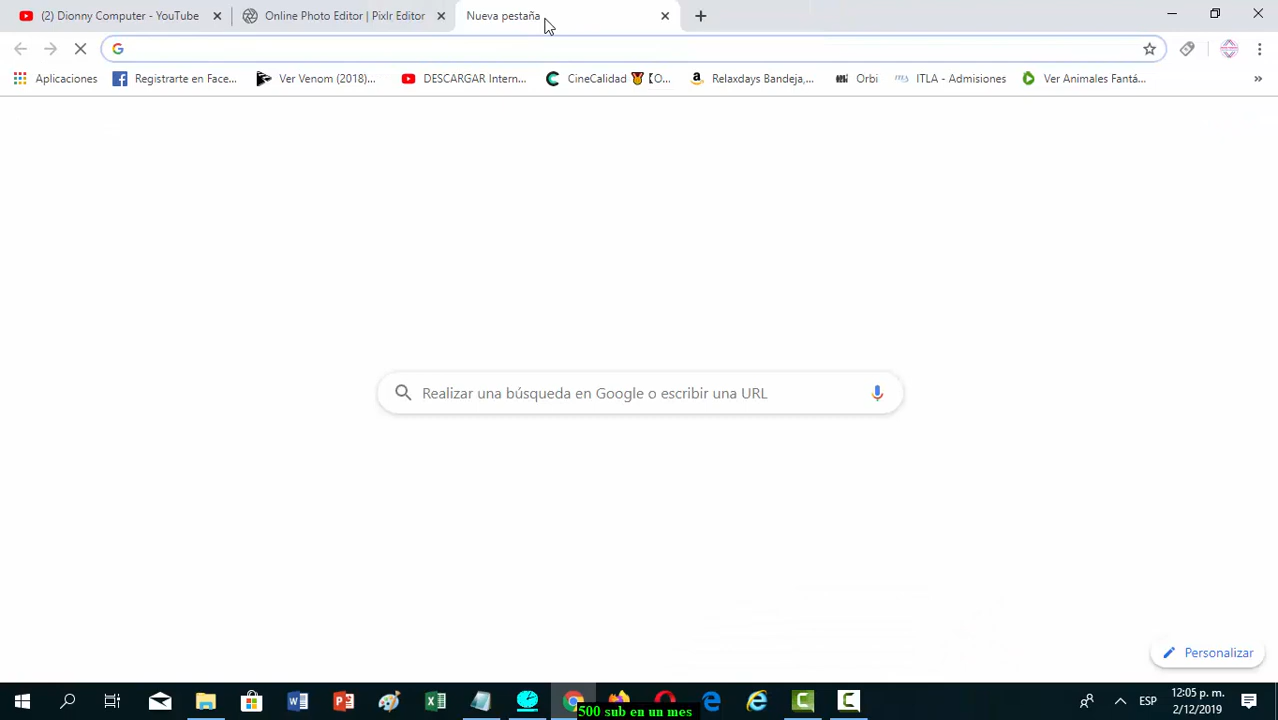 (2) Dionny Computer - YouTube
Online Photo Editor | Pixlr Editor
Nueva pestaña
Aplicaciones
Registrarte en Face...
Ver Venom (2018)...
DESCARGAR Intern...
CineCalidad 🏅【O...
Relaxdays Bandeja,...
Orbi
ITLA - Admisiones
Ver Animales Fantá...
Realizar una búsqueda en Google o escribir una URL
Personalizar
ESP
12:05 p. m.
2/12/2019
500 sub en un mes